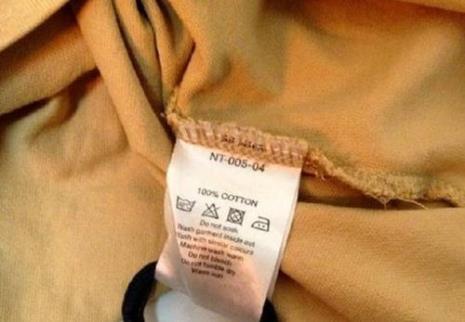 NT-005-04
100% COTTON
Do not soak
Wash garment inside out
Wash with similar colours
Machine wash warm
Do not bleach
Do not tumble dry
Warm iron